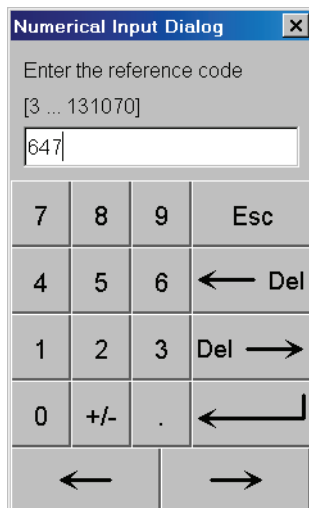 Numerical Input Dialog
Enter the reference code
[3 ... 131070]
647
7 8 9 Esc
4 5 6 ← Del
1 2 3 Del →
0 +/- . ↵
← →